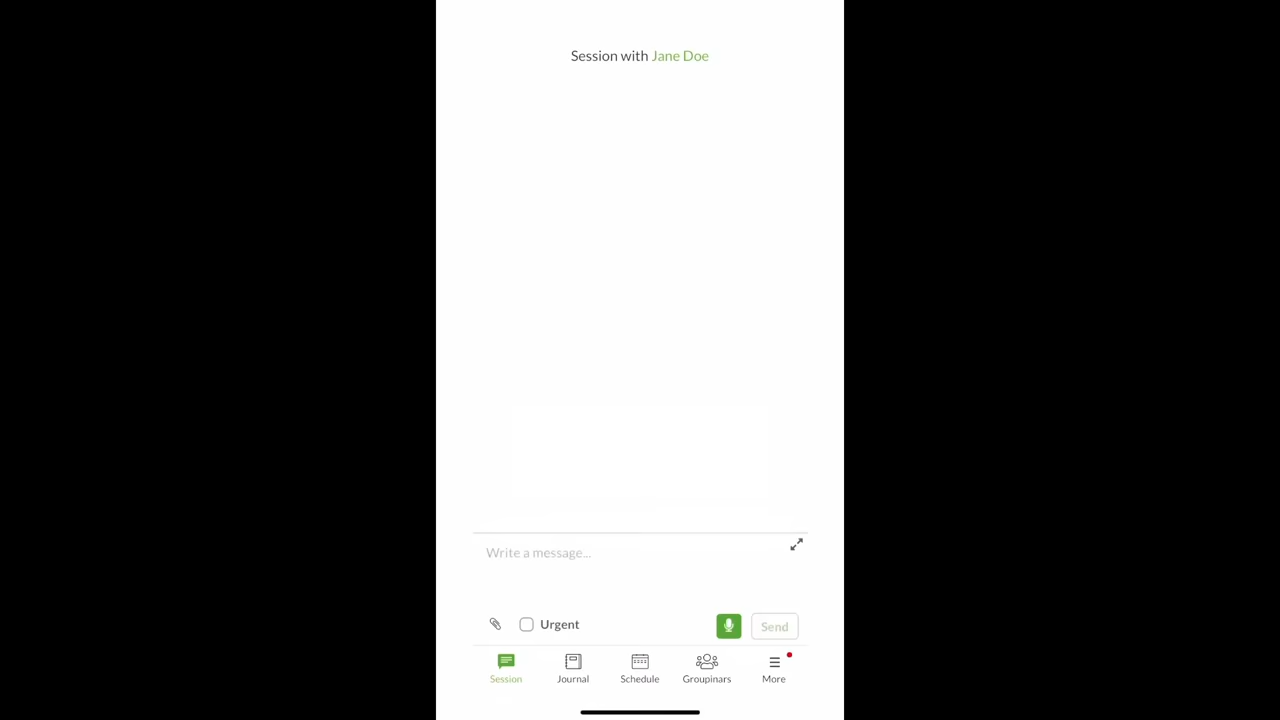 Session with Jane Doe
Write a message...
Urgent
Send
Session
Journal
Schedule
Groupinars
More